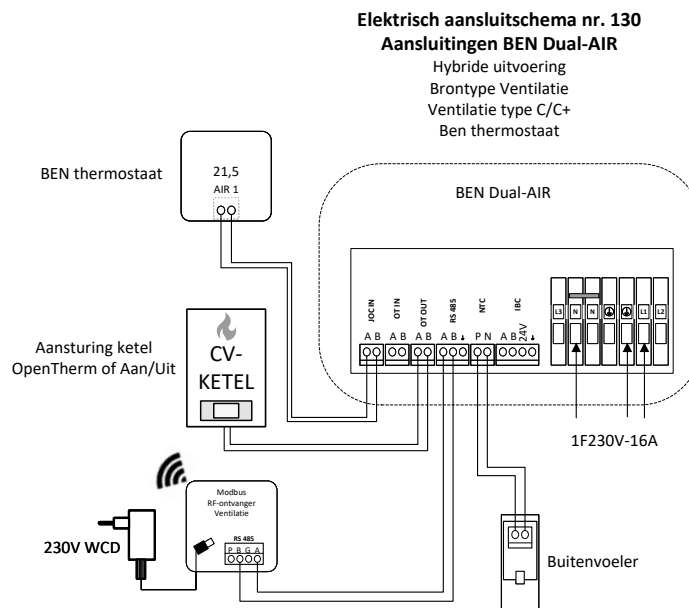 Elektrisch aansluitschema nr. 130
Aansluitingen BEN Dual-AIR
Hybride uitvoering
Brontype Ventilatie
Ventilatie type C/C+
Ben thermostaat
BEN thermostaat
21,5
AIR 1
BEN Dual-AIR
JOC IN
OT IN
OT OUT
RS 485
NTC
IBC
A B
A B
A B
A B ↓
P N
A B 24V ↓
L3
N
N
L1
L2
Aansturing ketel
OpenTherm of Aan/Uit
CV-
KETEL
1F230V-16A
Modbus
RF-ontvanger
Ventilatie
RS 485
P B G A
230V WCD
Buitenvoeler